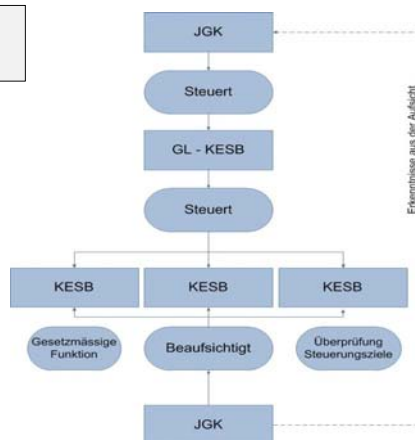 JGK
Steuert
GL - KESB
Steuert
KESB
KESB
KESB
Gesetzmässige
Funktion
Beaufsichtigt
Überprüfung
Steuerungsziele
JGK
Erkenntnisse aus der Aufsicht